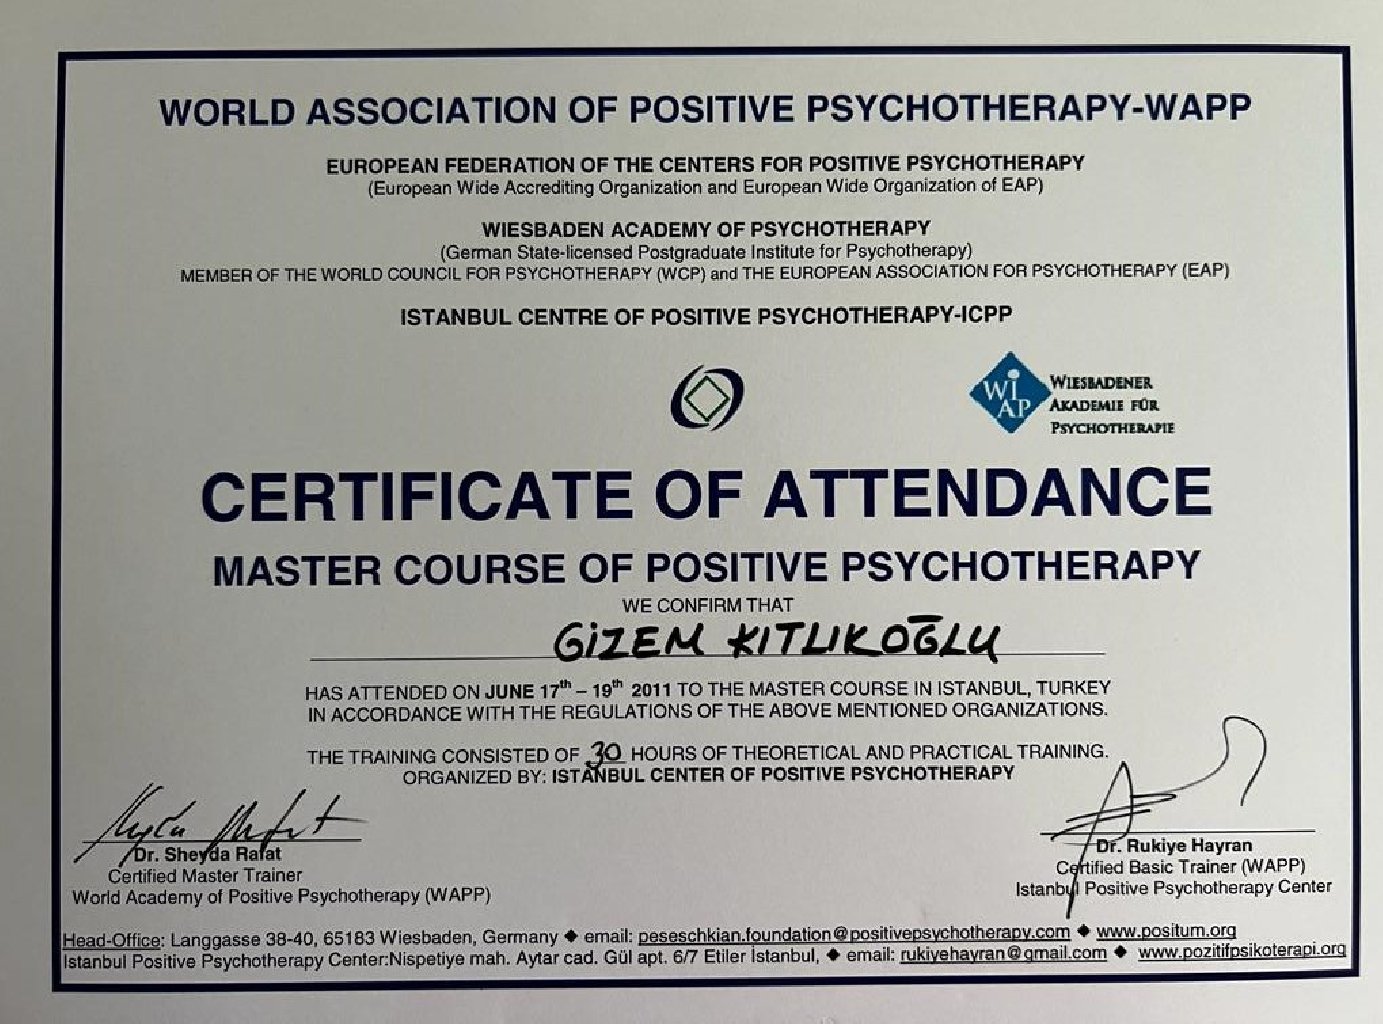 WORLD ASSOCIATION OF POSITIVE PSYCHOTHERAPY-WAPP
EUROPEAN FEDERATION OF THE CENTERS FOR POSITIVE PSYCHOTHERAPY
(European Wide Accrediting Organization and European Wide Organization of EAP)
WIESBADEN ACADEMY OF PSYCHOTHERAPY
(German State-licensed Postgraduate Institute for Psychotherapy)
MEMBER OF THE WORLD COUNCIL FOR PSYCHOTHERAPY (WCP) and THE EUROPEAN ASSOCIATION FOR PSYCHOTHERAPY (EAP)
ISTANBUL CENTRE OF POSITIVE PSYCHOTHERAPY-ICPP
WI
AP
WIESBADENER
AKADEMIE FÜR
PSYCHOTHERAPIE
CERTIFICATE OF ATTENDANCE
MASTER COURSE OF POSITIVE PSYCHOTHERAPY
WE CONFIRM THAT
GİZEM KITLIKOĞLU
HAS ATTENDED ON JUNE 17th – 19th 2011 TO THE MASTER COURSE IN ISTANBUL, TURKEY
IN ACCORDANCE WITH THE REGULATIONS OF THE ABOVE MENTIONED ORGANIZATIONS.
THE TRAINING CONSISTED OF 30 HOURS OF THEORETICAL AND PRACTICAL TRAINING.
ORGANIZED BY: ISTANBUL CENTER OF POSITIVE PSYCHOTHERAPY
Dr. Sheyda Rafat
Certified Master Trainer
World Academy of Positive Psychotherapy (WAPP)
Dr. Rukiye Hayran
Certified Basic Trainer (WAPP)
Istanbul Positive Psychotherapy Center
Head-Office: Langgasse 38-40, 65183 Wiesbaden, Germany ◆ email: peseschkian.foundation@positivepsychotherapy.com ◆ www.positum.org
Istanbul Positive Psychotherapy Center:Nispetiye mah. Aytar cad. Gül apt. 6/7 Etiler İstanbul, ◆ email: rukiyehayran@gmail.com ◆ www.pozitifpsikoterapi.org